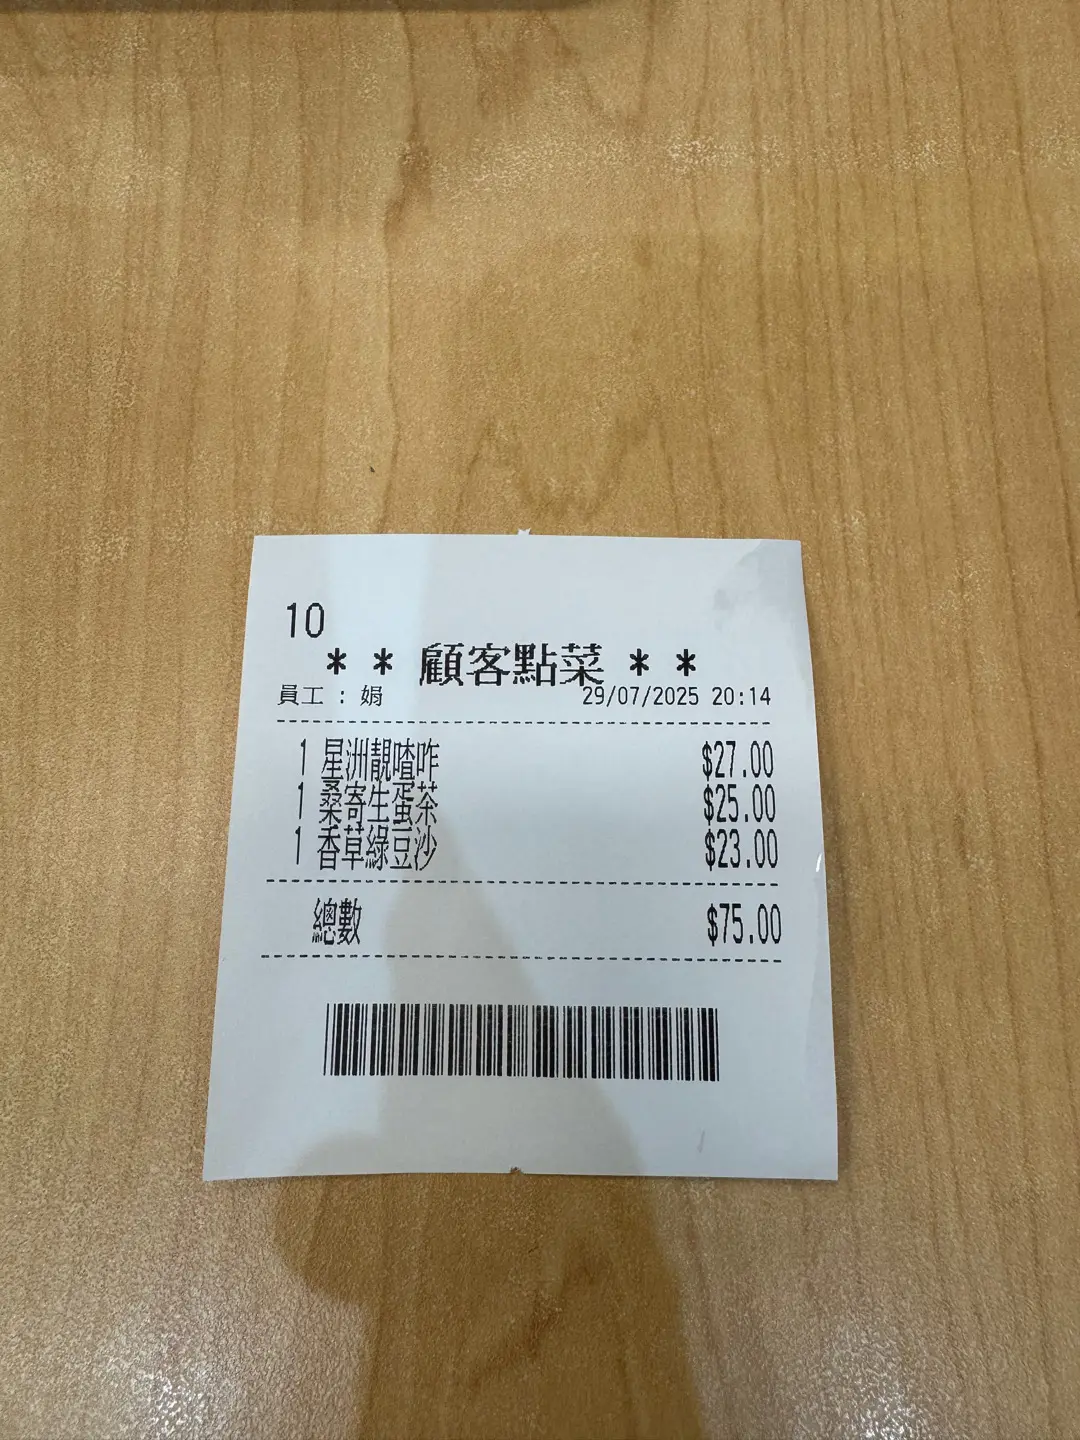 10
** 顧客點菜 **
員工 : 娟 29/07/2025 20:14
1 星洲靚喳咋 $27.00
1 桑寄生蛋茶 $25.00
1 香草綠豆沙 $23.00
總數 $75.00